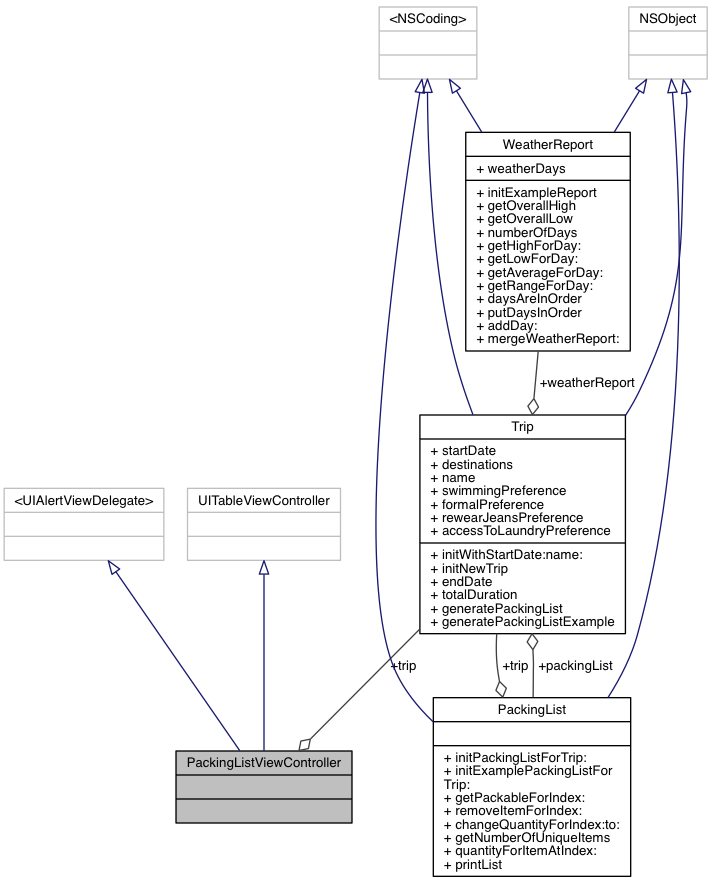 <NSCoding>
NSObject
WeatherReport
+ weatherDays
+ initExampleReport
+ getOverallHigh
+ getOverallLow
+ numberOfDays
+ getHighForDay:
+ getLowForDay:
+ getAverageForDay:
+ getRangeForDay:
+ daysAreInOrder
+ putDaysInOrder
+ addDay:
+ mergeWeatherReport:
+weatherReport
Trip
+ startDate
+ destinations
+ name
+ swimmingPreference
+ formalPreference
+ rewearJeansPreference
+ accessToLaundryPreference
+ initWithStartDate:name:
+ initNewTrip
+ endDate
+ totalDuration
+ generatePackingList
+ generatePackingListExample
<UIAlertViewDelegate>
UITableViewController
+trip
+trip
+packingList
PackingListViewController
PackingList
+ initPackingListForTrip:
+ initExamplePackingListFor
Trip:
+ getPackableForIndex:
+ removeItemForIndex:
+ changeQuantityForIndex:to:
+ getNumberOfUniqueItems
+ quantityForItemAtIndex:
+ printList